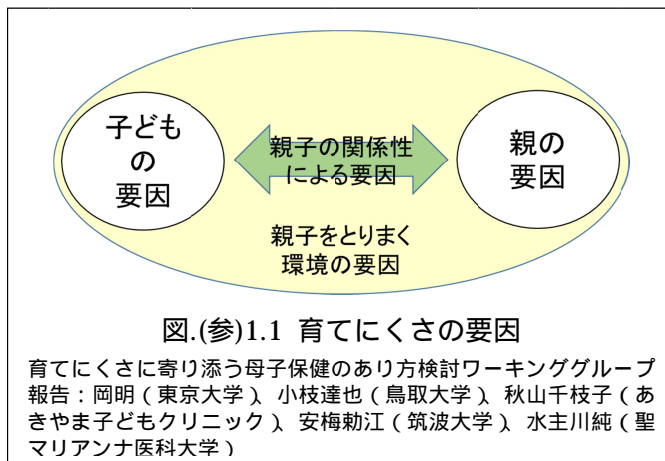 子ども
の
要因
親子の関係性
による要因
親の
要因
親子をとりまく
環境の要因
図.(参)1.1 育てにくさの要因
育てにくさに寄り添う母子保健のあり方検討ワーキンググループ
報告：岡明（東京大学）、小枝達也（鳥取大学）、秋山千枝子（あ
きやま子どもクリニック）、安梅勅江（筑波大学）、水主川純（聖
マリアンナ医科大学）